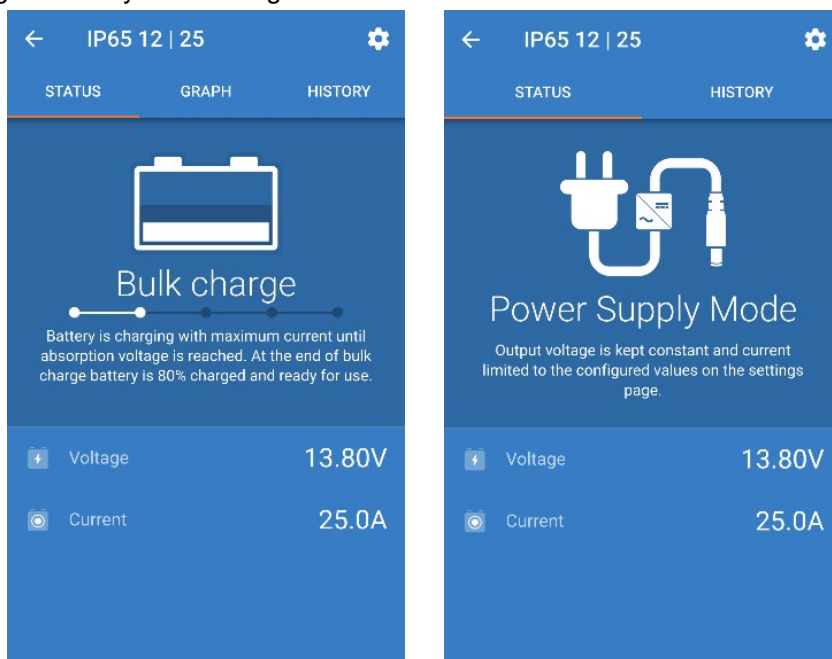 IP65 12 | 25
STATUS GRAPH HISTORY
Bulk charge
Battery is charging with maximum current until
absorption voltage is reached. At the end of bulk
charge battery is 80% charged and ready for use.
Voltage 13.80V
Current 25.0A
IP65 12 | 25
STATUS HISTORY
Power Supply Mode
Output voltage is kept constant and current
limited to the configured values on the settings
page.
Voltage 13.80V
Current 25.0A